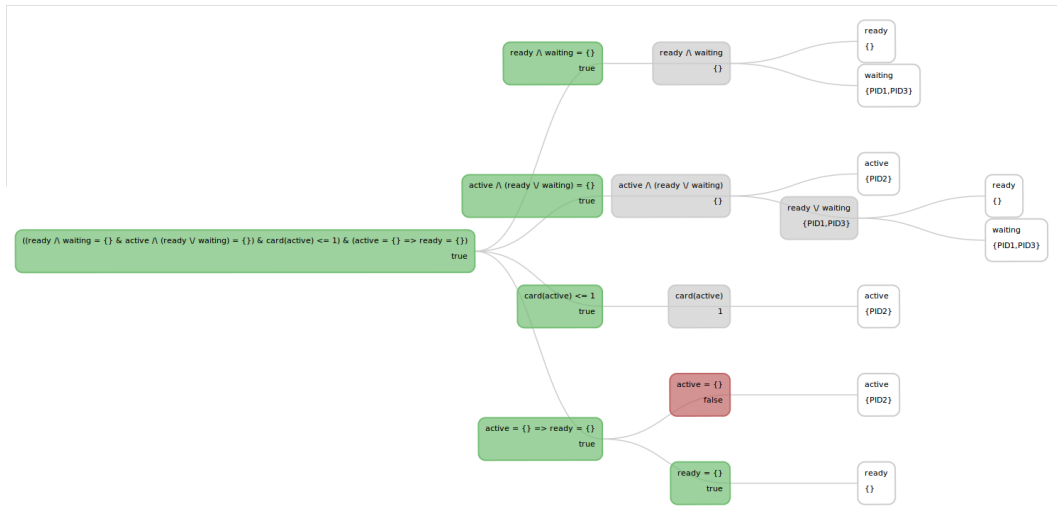 ready /\ waiting = {}
true
ready /\ waiting
{}
ready
{}
waiting
{PID1,PID3}
active /\ (ready \/ waiting) = {}
true
active /\ (ready \/ waiting)
{}
active
{PID2}
ready \/ waiting
{PID1,PID3}
ready
{}
waiting
{PID1,PID3}
((ready /\ waiting = {} & active /\ (ready \/ waiting) = {}) & card(active) <= 1) & (active = {} => ready = {})
true
card(active) <= 1
true
card(active)
1
active
{PID2}
active = {} => ready = {}
true
active = {}
false
active
{PID2}
ready = {}
true
ready
{}